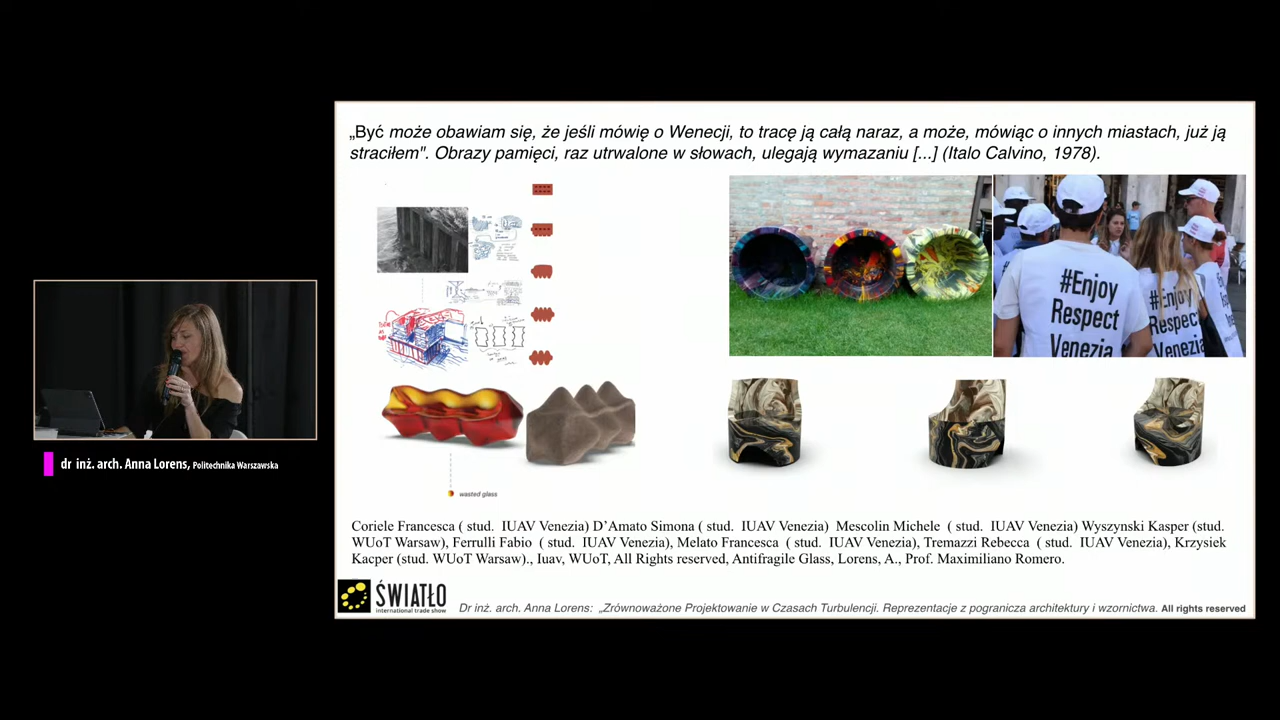 „Być może obawiam się, że jeśli mówię o Wenecji, to tracę ją całą naraz, a może, mówiąc o innych miastach, już ją
straciłem". Obrazy pamięci, raz utrwalone w słowach, ulegają wymazaniu [...] (Italo Calvino, 1978).
#Enjoy
Respect
Venezia
#Enjoy
Respect
Venezia
wasted glass
dr inż. arch. Anna Lorens, Politechnika Warszawska
Coriele Francesca ( stud. IUAV Venezia) D'Amato Simona ( stud. IUAV Venezia) Mescolin Michele ( stud. IUAV Venezia) Wyszynski Kasper (stud.
WUoT Warsaw), Ferrulli Fabio ( stud. IUAV Venezia), Melato Francesca ( stud. IUAV Venezia), Tremazzi Rebecca ( stud. IUAV Venezia), Krzysiek
Kacper (stud. WUoT Warsaw)., Iuav, WUoT, All Rights reserved, Antifragile Glass, Lorens, A., Prof. Maximiliano Romero.
ŚWIATŁO
international trade show
Dr inż. arch. Anna Lorens: „Zrównoważone Projektowanie w Czasach Turbulencji. Reprezentacje z pogranicza architektury i wzornictwa. All rights reserved